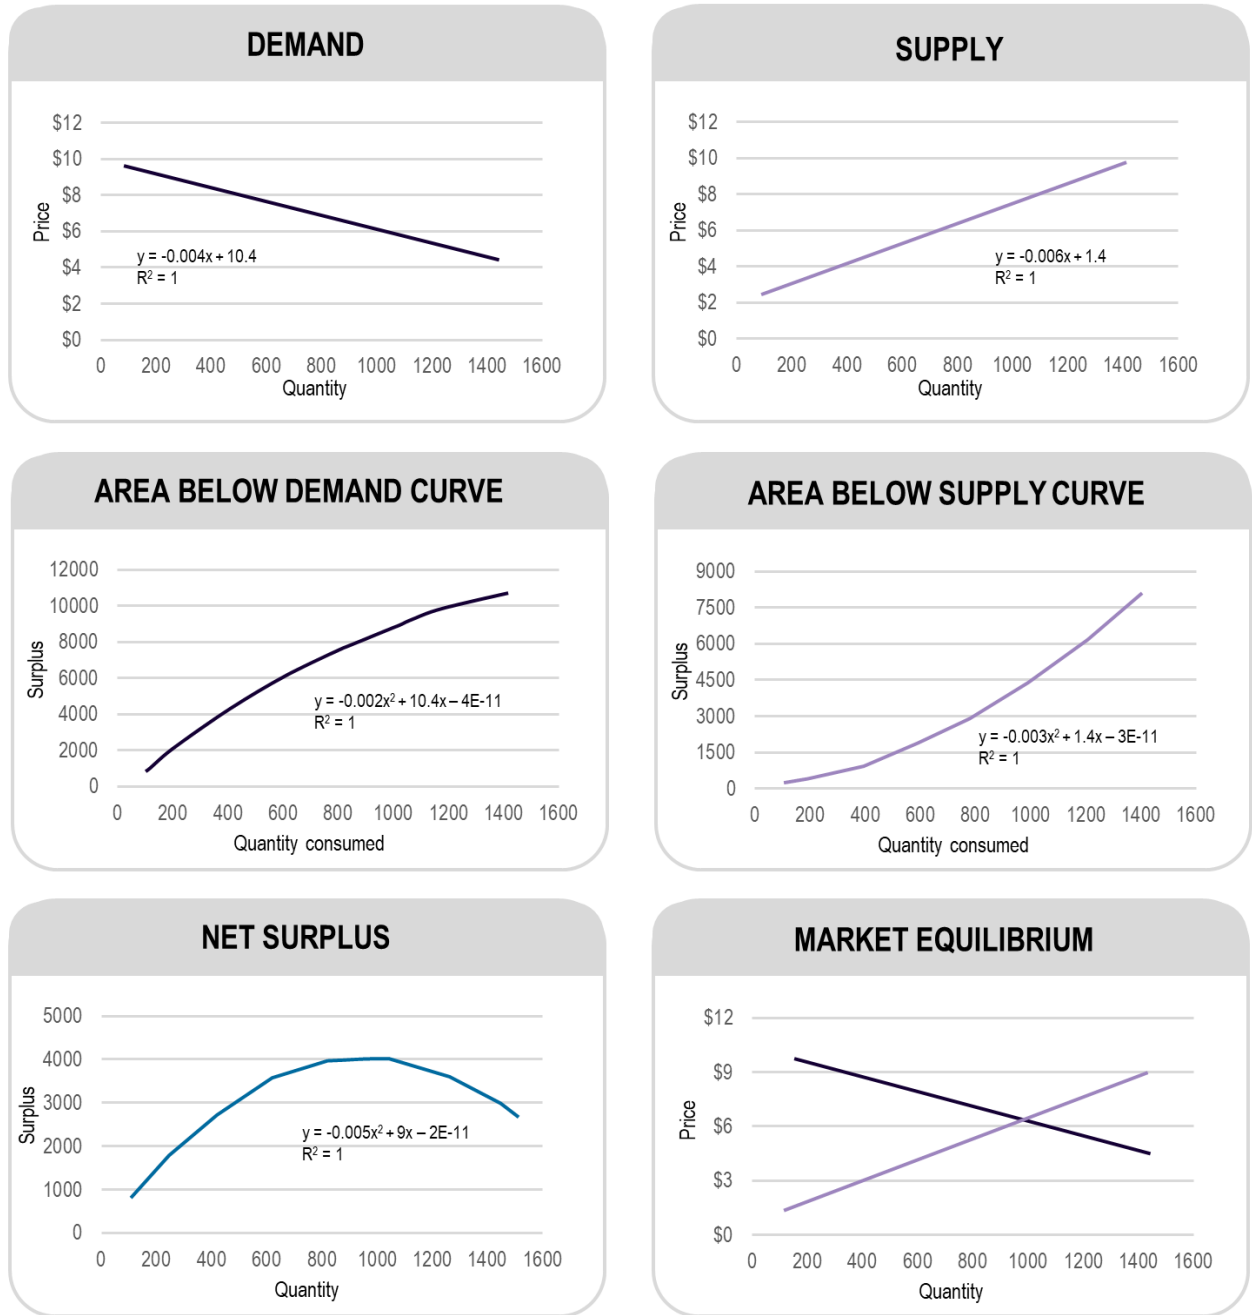 DEMAND
$12
$10
$8
$6
$4
$2
$0
Price
y = -0.004x + 10.4
R² = 1
0 200 400 600 800 1000 1200 1400 1600
Quantity
SUPPLY
$12
$10
$8
$6
$4
$2
$0
Price
y = -0.006x + 1.4
R² = 1
0 200 400 600 800 1000 1200 1400 1600
Quantity
AREA BELOW DEMAND CURVE
12000
10000
8000
6000
4000
2000
0
Surplus
y = -0.002x² + 10.4x – 4E-11
R² = 1
0 200 400 600 800 1000 1200 1400 1600
Quantity consumed
AREA BELOW SUPPLY CURVE
9000
7500
6000
4500
3000
1500
0
Surplus
y = -0.003x² + 1.4x – 3E-11
R² = 1
0 200 400 600 800 1000 1200 1400 1600
Quantity consumed
NET SURPLUS
5000
4000
3000
2000
1000
0
Surplus
y = -0.005x² + 9x – 2E-11
R² = 1
0 200 400 600 800 1000 1200 1400 1600
Quantity
MARKET EQUILIBRIUM
$12
$9
$6
$3
$0
Price
0 200 400 600 800 1000 1200 1400 1600
Quantity